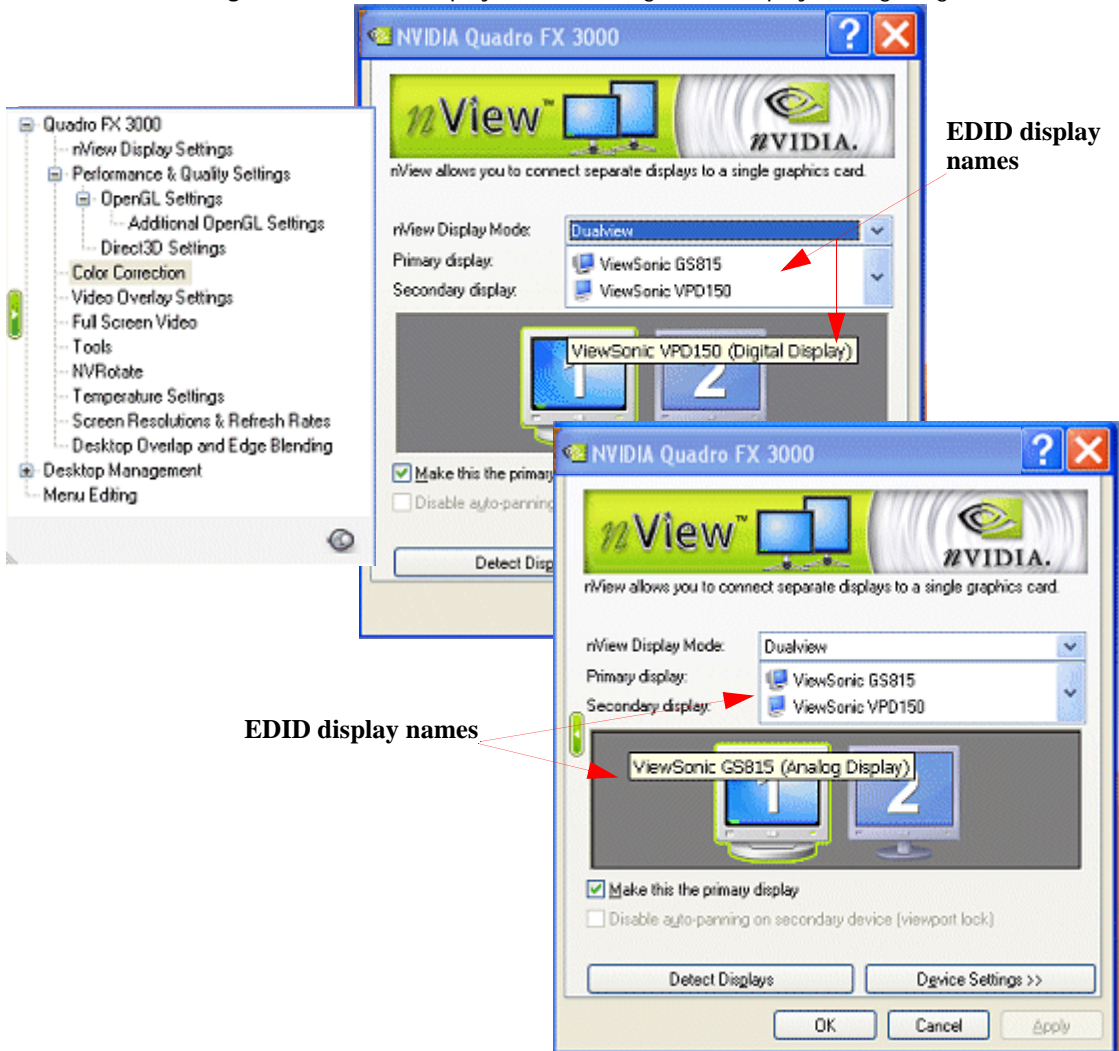 NVIDIA Quadro FX 3000
nView™
NVIDIA.
nView allows you to connect separate displays to a single graphics card.
nView Display Mode:
Dualview
Primary display:
ViewSonic GS815
Secondary display:
ViewSonic VPD150
ViewSonic VPD150 (Digital Display)
2
Make this the primary
Disable auto-panning
Detect
EDID display
names
Quadro FX 3000
nView Display Settings
Performance & Quality Settings
OpenGL Settings
Additional OpenGL Settings
Direct3D Settings
Color Correction
Video Overlay Settings
Full Screen Video
Tools
NVRotate
Temperature Settings
Screen Resolutions & Refresh Rates
Desktop Overlap and Edge Blending
Desktop Management
Menu Editing
NVIDIA Quadro FX 3000
nView™
NVIDIA.
nView allows you to connect separate displays to a single graphics card.
nView Display Mode:
Dualview
Primary display:
ViewSonic GS815
Secondary display:
ViewSonic VPD150
EDID display names
ViewSonic GS815 (Analog Display)
1 2
Make this the primary display
Disable auto-panning on secondary device (viewport lock)
Detect Displays
Device Settings >>
OK
Cancel
Apply